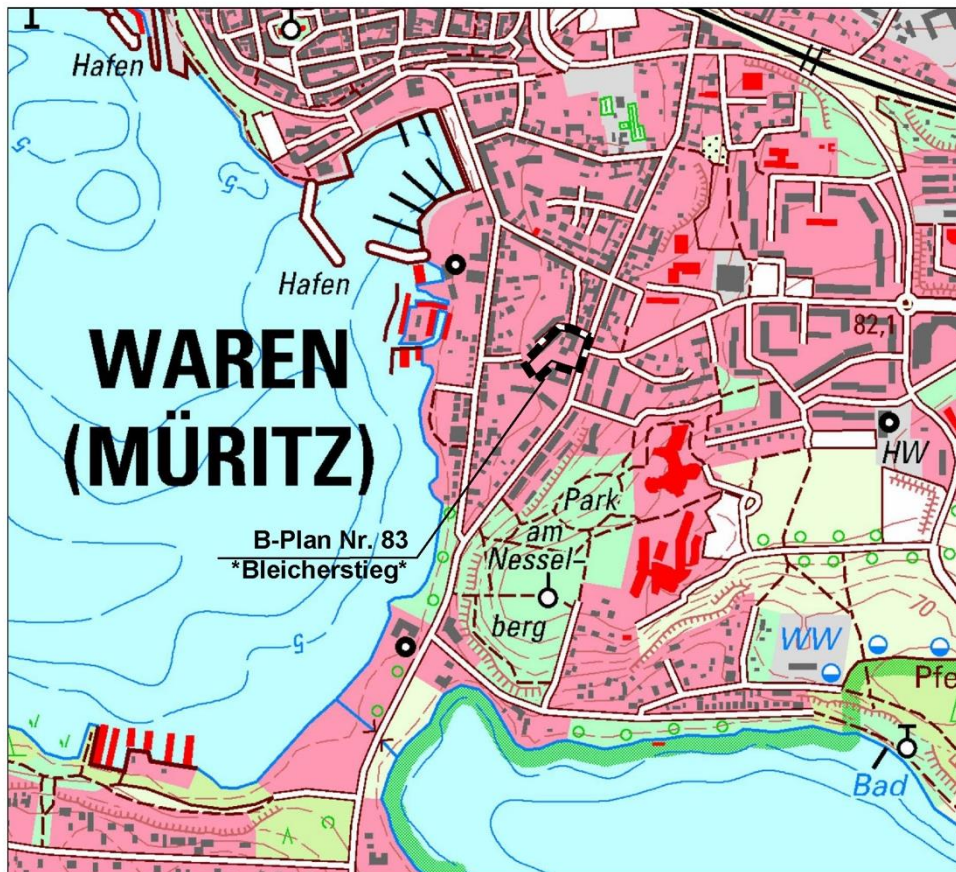 Hafen
Hafen
82,1
WAREN
(MÜRITZ)
HW
B-Plan Nr. 83
*Bleicherstieg*
Park
am
Nessel-
berg
5
5
5
70
WW
Pfe
Bad